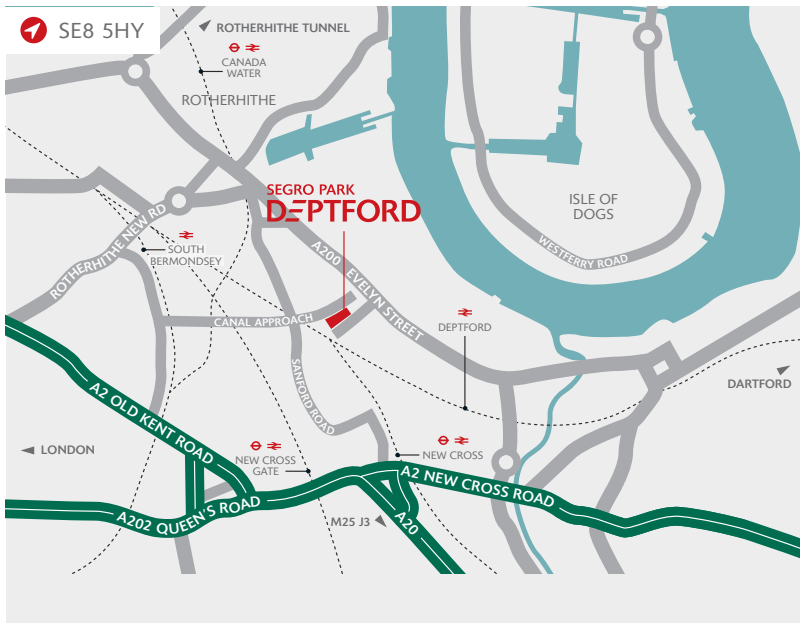 SE8 5HY
ROTHERHITHE TUNNEL
CANADA
WATER
ROTHERHITHE
SEGRO PARK
DEPTFORD
ISLE OF
DOGS
WESTFERRY ROAD
ROTHERHITHE NEW RD
SOUTH
BERMONDSEY
A200 EVELYN STREET
CANAL APPROACH
DEPTFORD
SANFORD ROAD
DARTFORD
A2 OLD KENT ROAD
LONDON
NEW CROSS
GATE
NEW CROSS
A2 NEW CROSS ROAD
A202 QUEEN'S ROAD
M25 J3
A20